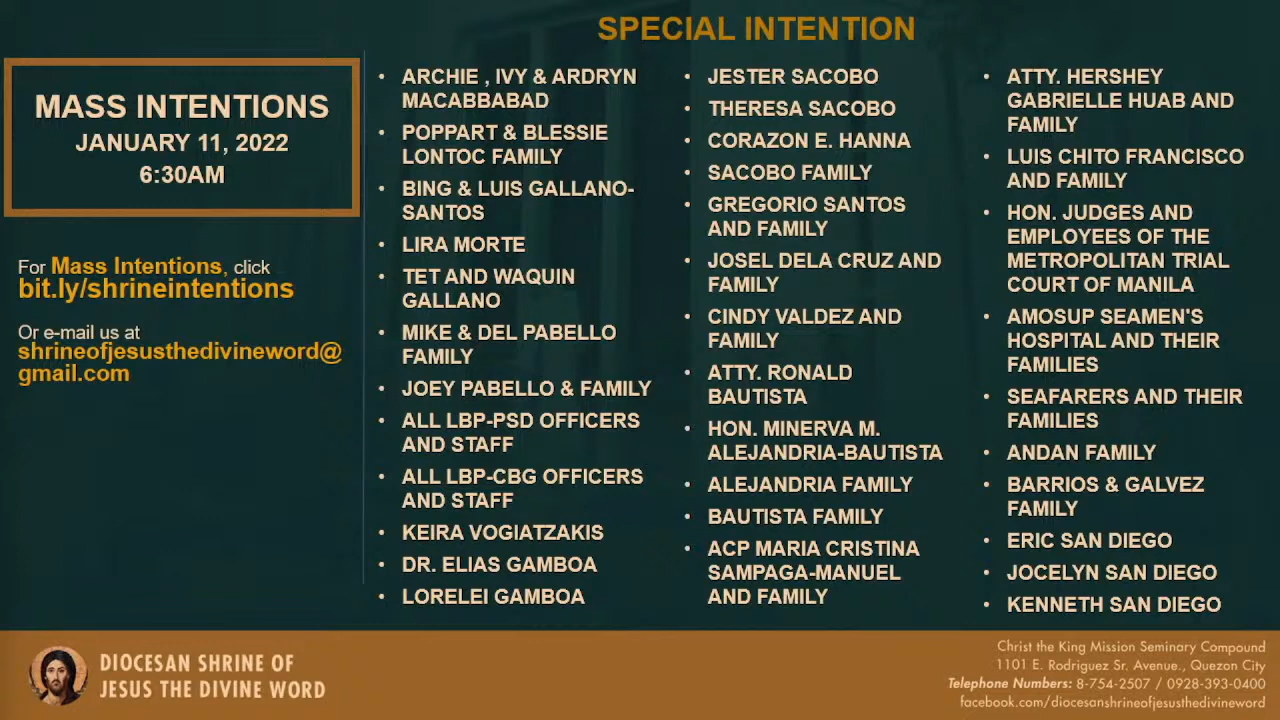 SPECIAL INTENTION
MASS INTENTIONS
JANUARY 11, 2022
6:30AM
For Mass Intentions, click
bit.ly/shrineintentions
Or e-mail us at
shrineofjesusthedivineword@
gmail.com
• ARCHIE , IVY & ARDRYN
MACABBABAD
• POPPART & BLESSIE
LONTOC FAMILY
• BING & LUIS GALLANO-
SANTOS
• LIRA MORTE
• TET AND WAQUIN
GALLANO
• MIKE & DEL PABELLO
FAMILY
• JOEY PABELLO & FAMILY
• ALL LBP-PSD OFFICERS
AND STAFF
• ALL LBP-CBG OFFICERS
AND STAFF
• KEIRA VOGIATZAKIS
• DR. ELIAS GAMBOA
• LORELEI GAMBOA
• JESTER SACOBO
• THERESA SACOBO
• CORAZON E. HANNA
• SACOBO FAMILY
• GREGORIO SANTOS
AND FAMILY
• JOSEL DELA CRUZ AND
FAMILY
• CINDY VALDEZ AND
FAMILY
• ATTY. RONALD
BAUTISTA
• HON. MINERVA M.
ALEJANDRIA-BAUTISTA
• ALEJANDRIA FAMILY
• BAUTISTA FAMILY
• ACP MARIA CRISTINA
SAMPAGA-MANUEL
AND FAMILY
• ATTY. HERSHEY
GABRIELLE HUAB AND
FAMILY
• LUIS CHITO FRANCISCO
AND FAMILY
• HON. JUDGES AND
EMPLOYEES OF THE
METROPOLITAN TRIAL
COURT OF MANILA
• AMOSUP SEAMEN'S
HOSPITAL AND THEIR
FAMILIES
• SEAFARERS AND THEIR
FAMILIES
• ANDAN FAMILY
• BARRIOS & GALVEZ
FAMILY
• ERIC SAN DIEGO
• JOCELYN SAN DIEGO
• KENNETH SAN DIEGO
DIOCESAN SHRINE OF
JESUS THE DIVINE WORD
Christ the King Mission Seminary Compound
1101 E. Rodriguez Sr. Avenue., Quezon City
Telephone Numbers: 8-754-2507 / 0928-393-0400
facebook.com/diocesanshrineofjesusthedivineword